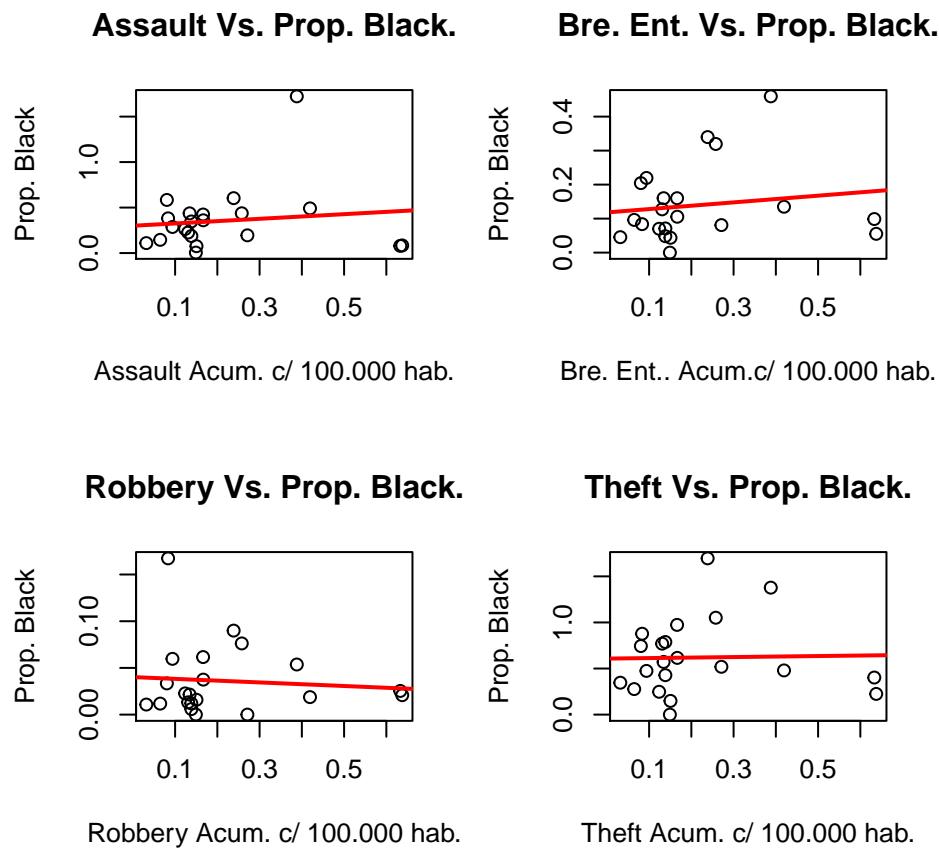 Assault Vs. Prop. Black.
Prop. Black
1.0
0.0
0.1 0.3 0.5
Assault Acum. c/ 100.000 hab.
Bre. Ent. Vs. Prop. Black.
Prop. Black
0.4
0.2
0.0
0.1 0.3 0.5
Bre. Ent.. Acum.c/ 100.000 hab.
Robbery Vs. Prop. Black.
Prop. Black
0.10
0.00
0.1 0.3 0.5
Robbery Acum. c/ 100.000 hab.
Theft Vs. Prop. Black.
Prop. Black
1.0
0.0
0.1 0.3 0.5
Theft Acum. c/ 100.000 hab.